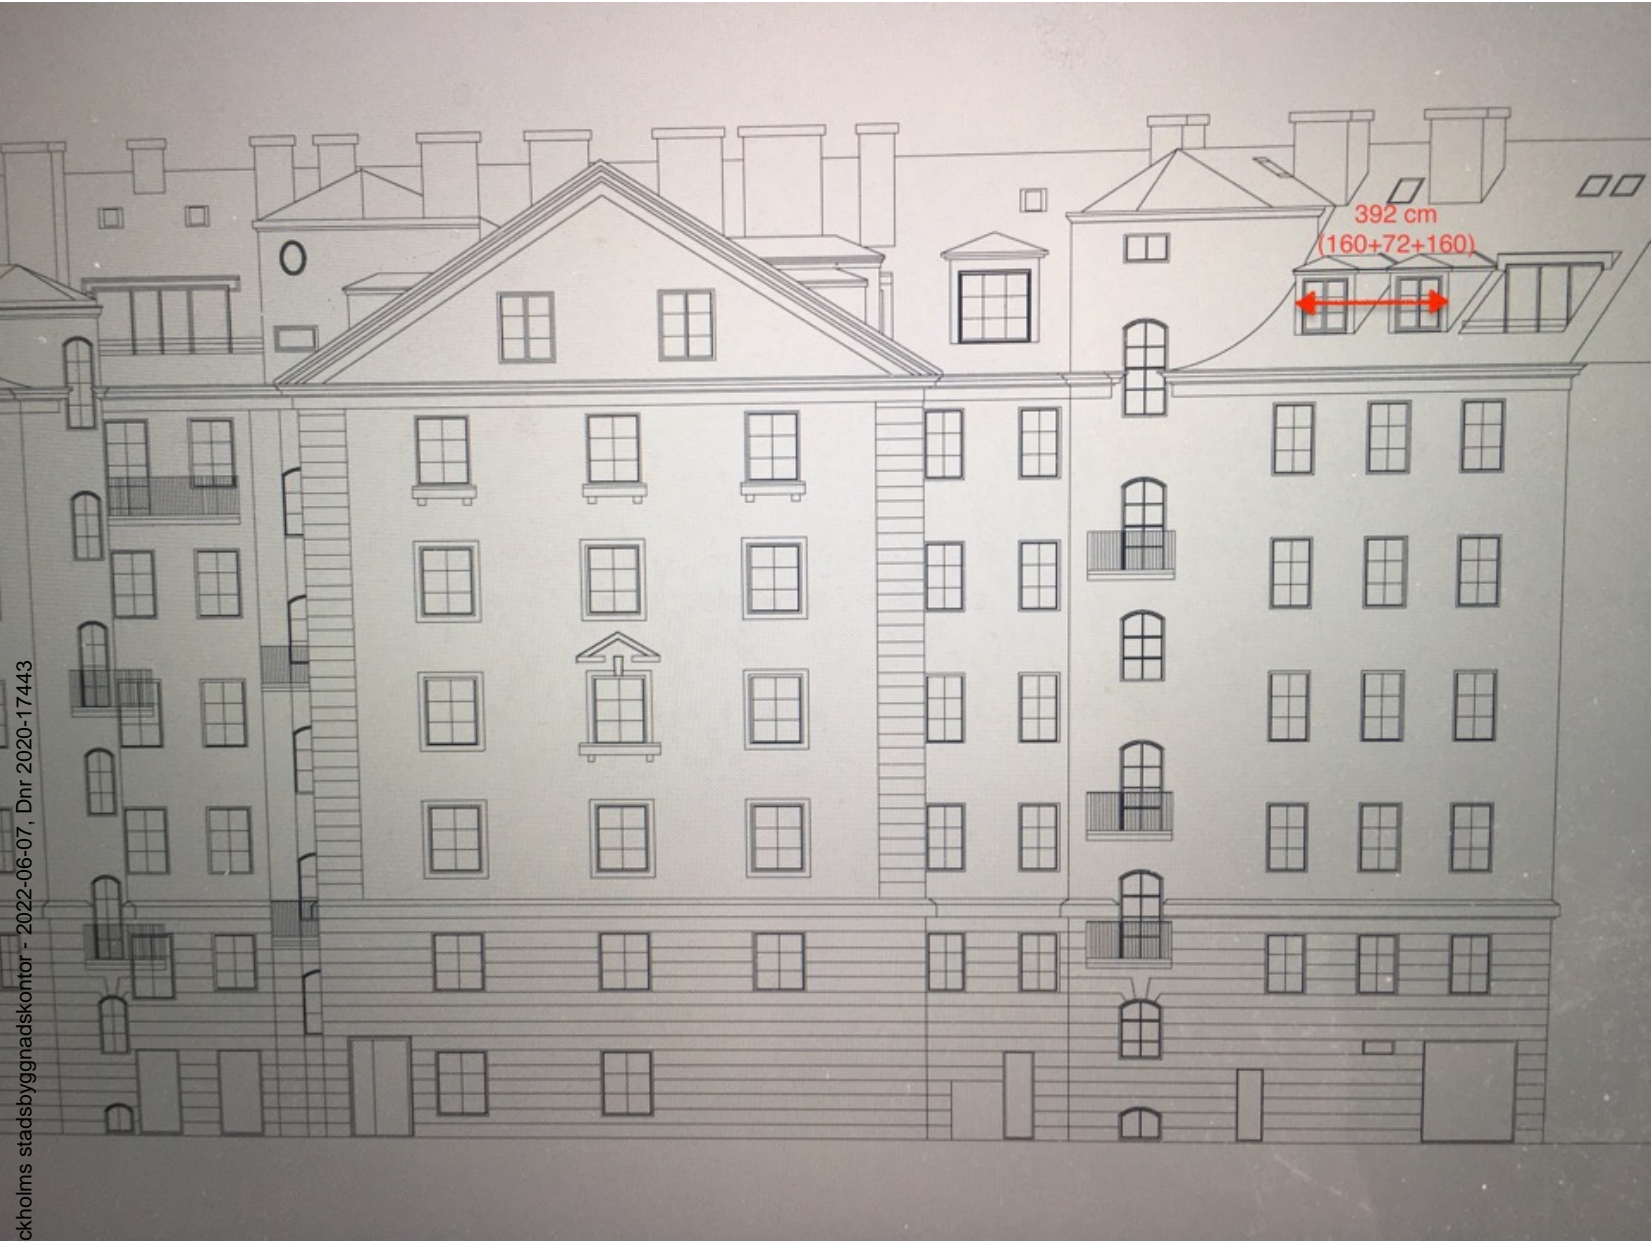 392 cm
(160+72+160)
ckholms stadsbyggnadskontor - 2022-06-07, Dnr 2020-17443